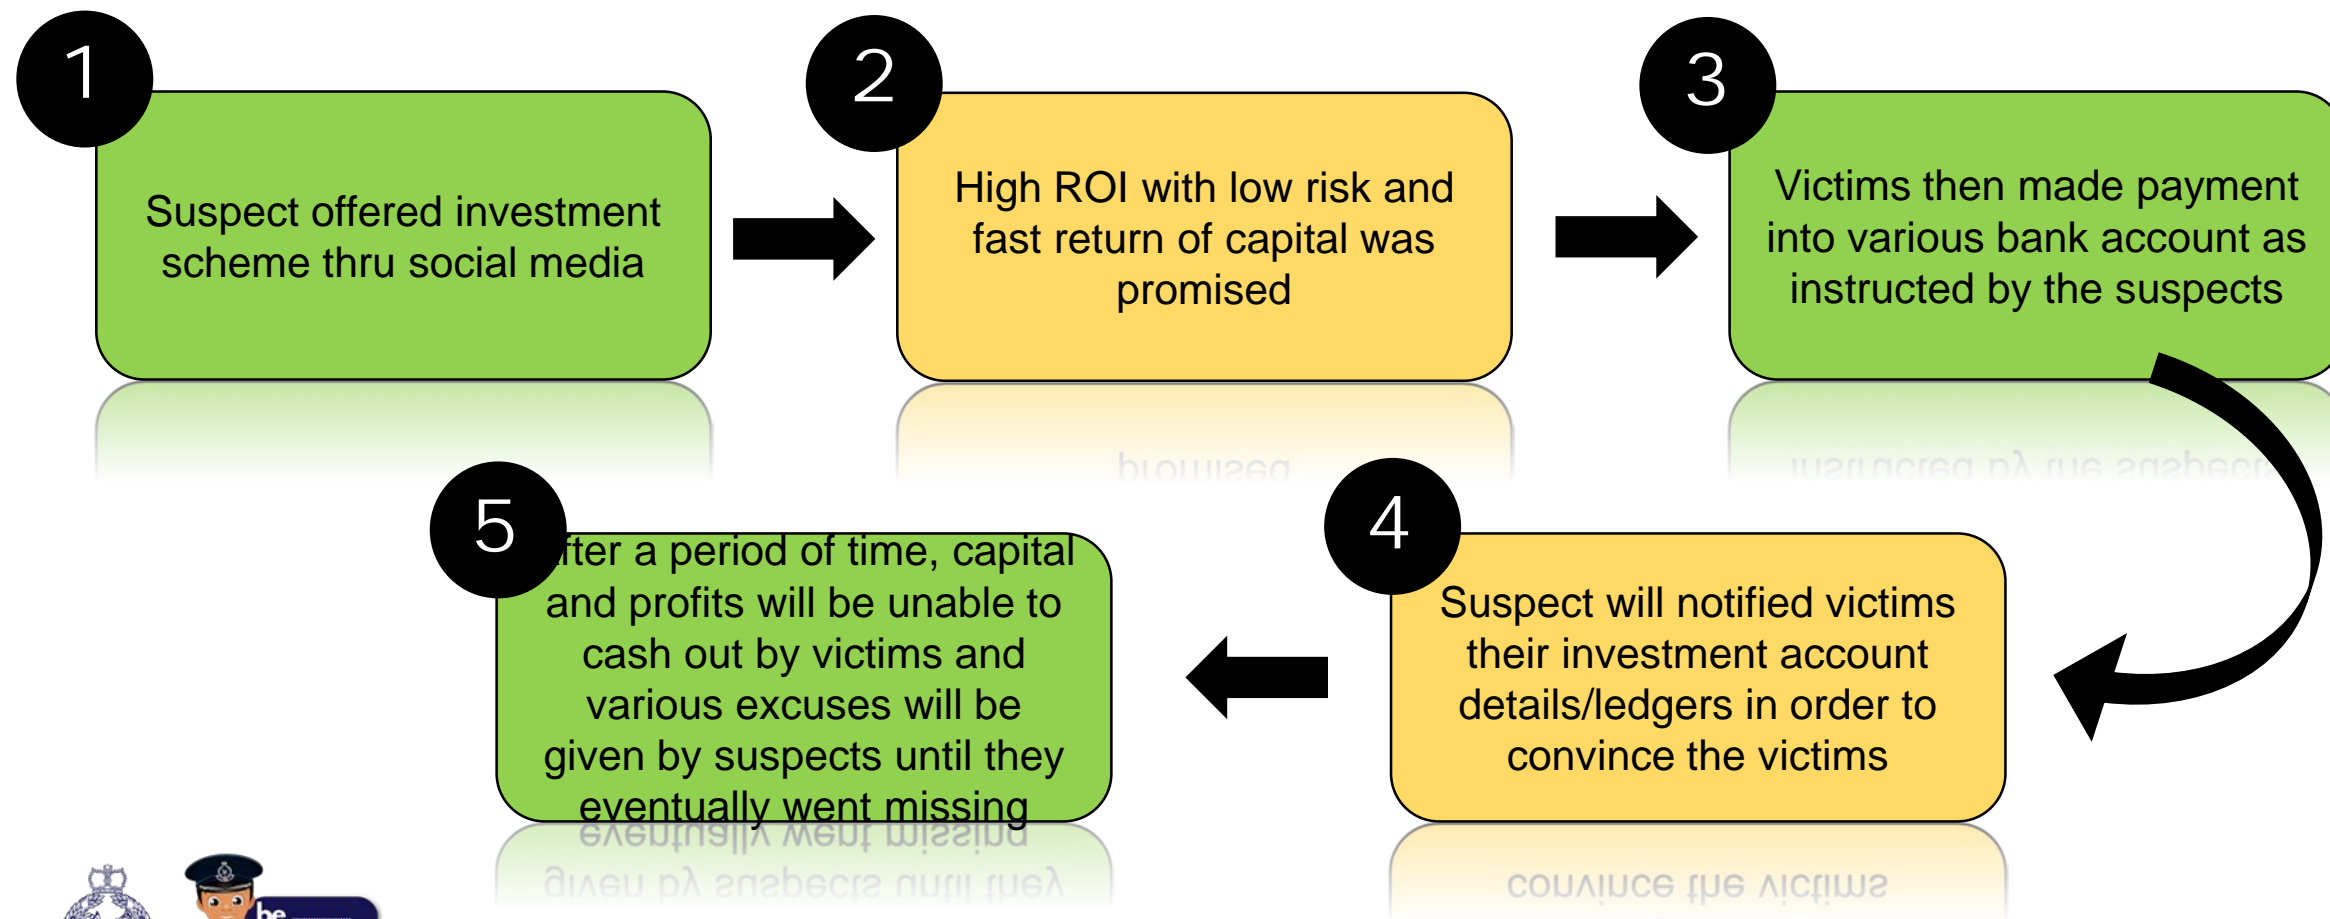 1
Suspect offered investment
scheme thru social media
2
High ROI with low risk and
fast return of capital was
promised
3
Victims then made payment
into various bank account as
instructed by the suspects
4
Suspect will notified victims
their investment account
details/ledgers in order to
convince the victims
5
fter a period of time, capital
and profits will be unable to
cash out by victims and
various excuses will be
given by suspects until they
eventually went missing
be